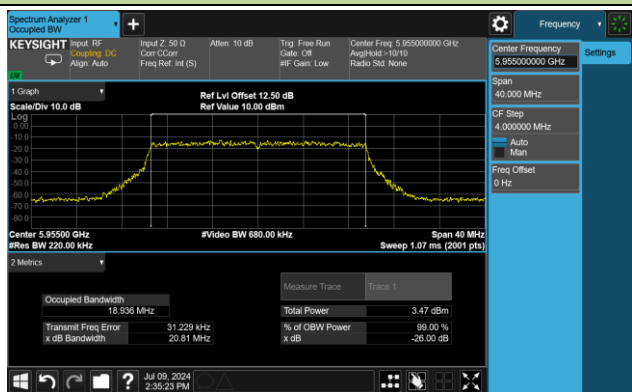 Spectrum Analyzer 1
Occupied BW
Frequency
KEYSIGHT
Input: RF
Coupling: DC
Align: Auto
Input Z: 50 Ω
Corr CCorr
Freq Ref: Int (S)
Atten: 10 dB
Trig: Free Run
Gate: Off
#IF Gain: Low
Center Freq: 5.955000000 GHz
Avg|Hold:>10/10
Radio Std: None
LXI
Center Frequency
5.955000000 GHz
Settings
Span
40.000 MHz
CF Step
4.000000 MHz
Auto
Man
Freq Offset
0 Hz
1 Graph
Scale/Div 10.0 dB
Ref Lvl Offset 12.50 dB
Ref Value 10.00 dBm
Log
0.00
-10.0
-20.0
-30.0
-40.0
-50.0
-60.0
-70.0
-80.0
Center 5.95500 GHz
#Res BW 220.00 kHz
#Video BW 680.00 kHz
Span 40 MHz
Sweep 1.07 ms (2001 pts)
2 Metrics
Measure Trace
Trace 1
Occupied Bandwidth
18.936 MHz
Total Power
3.47 dBm
Transmit Freq Error
31.229 kHz
% of OBW Power
99.00 %
x dB Bandwidth
20.81 MHz
x dB
-26.00 dB
Jul 09, 2024
2:35:23 PM